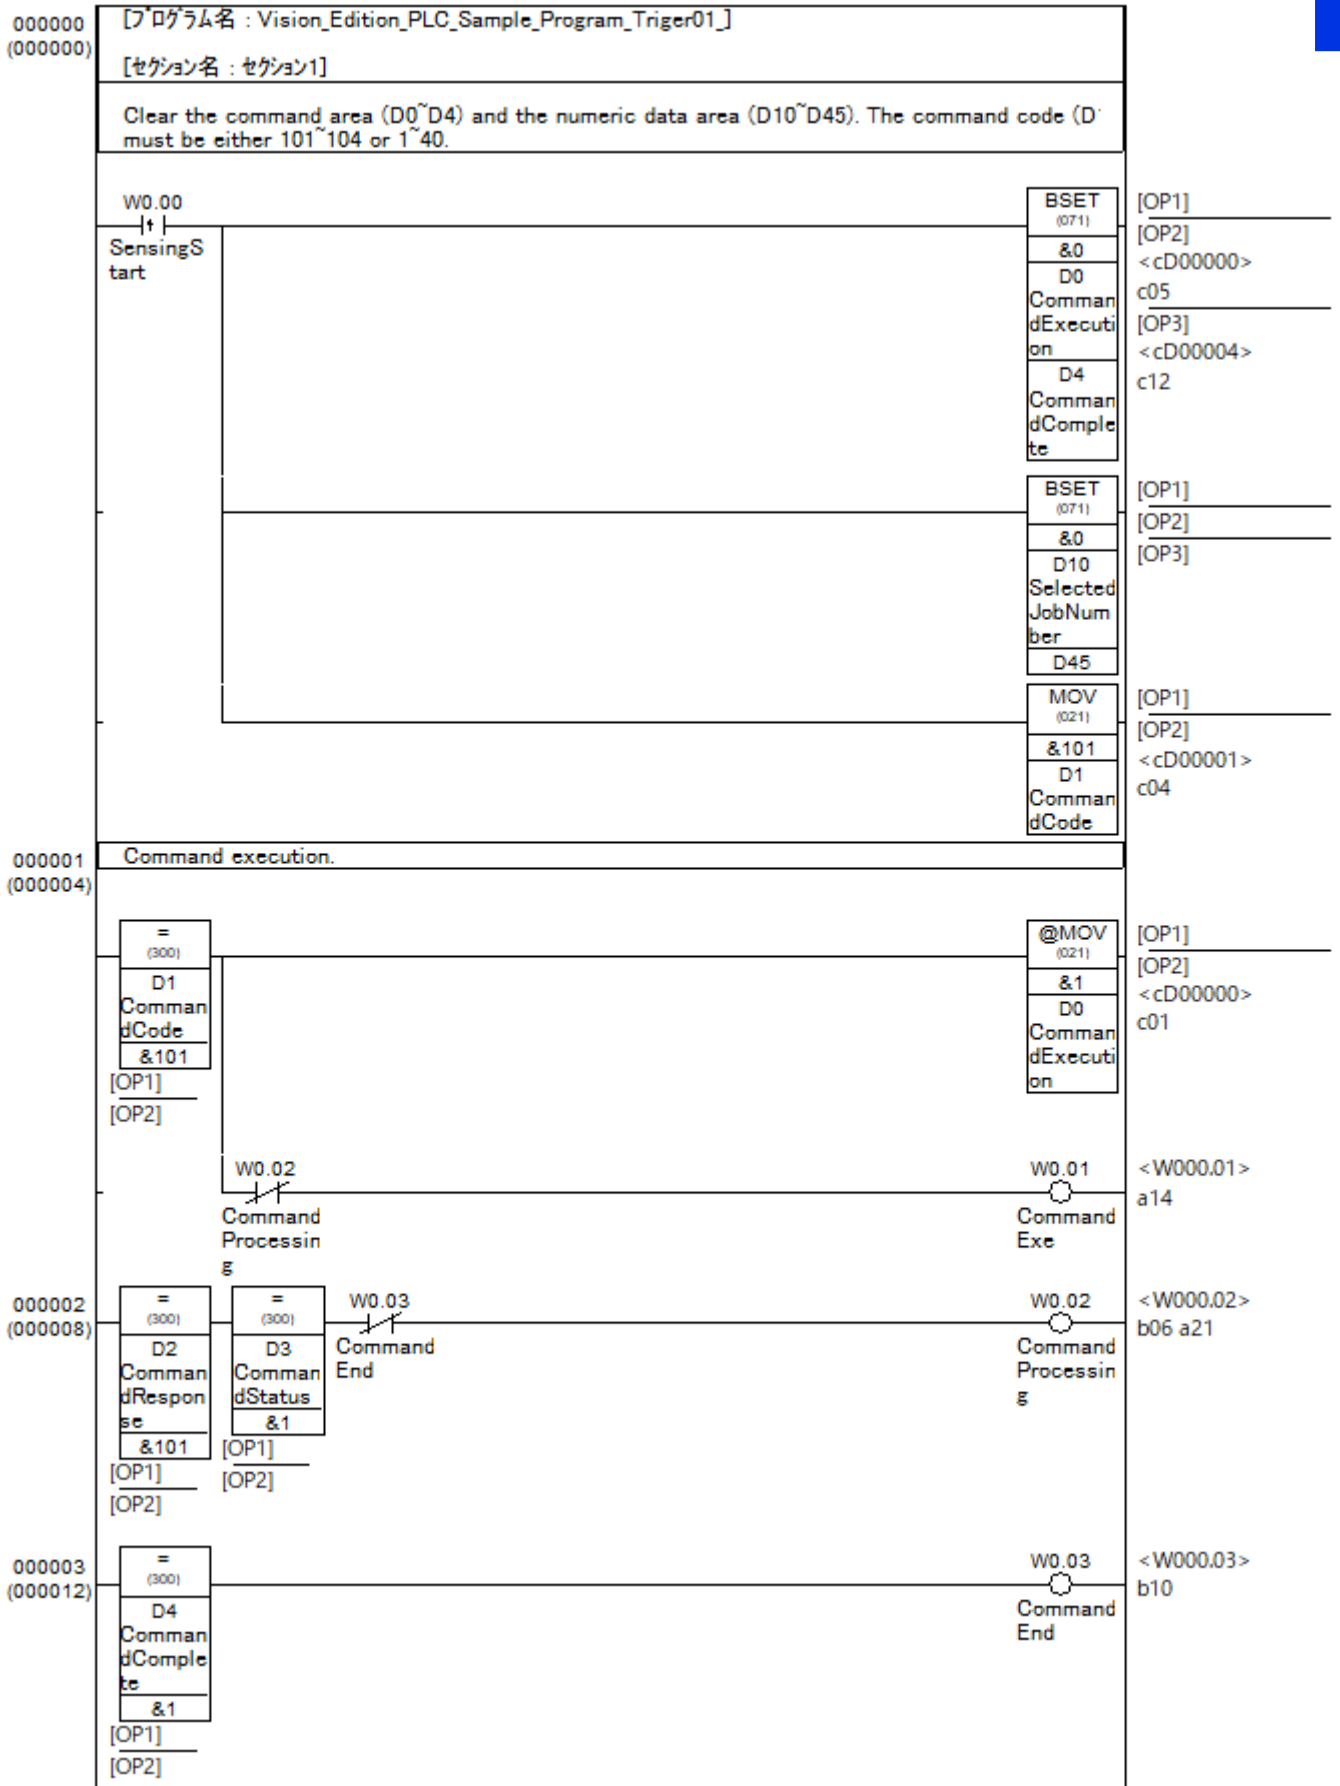 000000
(000000)
[プログラム名 : Vision_Edition_PLC_Sample_Program_Triger01_]
[セクション名 : セクション1]
Clear the command area (D0~D4) and the numeric data area (D10~D45). The command code (D
must be either 101~104 or 1~40.
W0.00
SensingS
tart
BSET
(071)
&0
D0
Comman
dExecuti
on
D4
Comman
dComple
te
[OP1]
[OP2]
<cD00000>
c05
[OP3]
<cD00004>
c12
BSET
(071)
&0
D10
Selected
JobNum
ber
D45
[OP1]
[OP2]
[OP3]
MOV
(021)
&101
D1
Comman
dCode
[OP1]
[OP2]
<cD00001>
c04
000001
(000004)
Command execution.
=
(300)
D1
Comman
dCode
&101
[OP1]
[OP2]
@MOV
(021)
&1
D0
Comman
dExecuti
on
[OP1]
[OP2]
<cD00000>
c01
W0.02
Command
Processin
g
W0.01
Command
Exe
<W000.01>
a14
000002
(000008)
=
(300)
D2
Comman
dRespon
se
&101
[OP1]
[OP2]
=
(300)
D3
Comman
dStatus
&1
[OP1]
[OP2]
W0.03
Command
End
W0.02
Command
Processin
g
<W000.02>
b06 a21
000003
(000012)
=
(300)
D4
Comman
dComple
te
&1
[OP1]
[OP2]
W0.03
Command
End
<W000.03>
b10